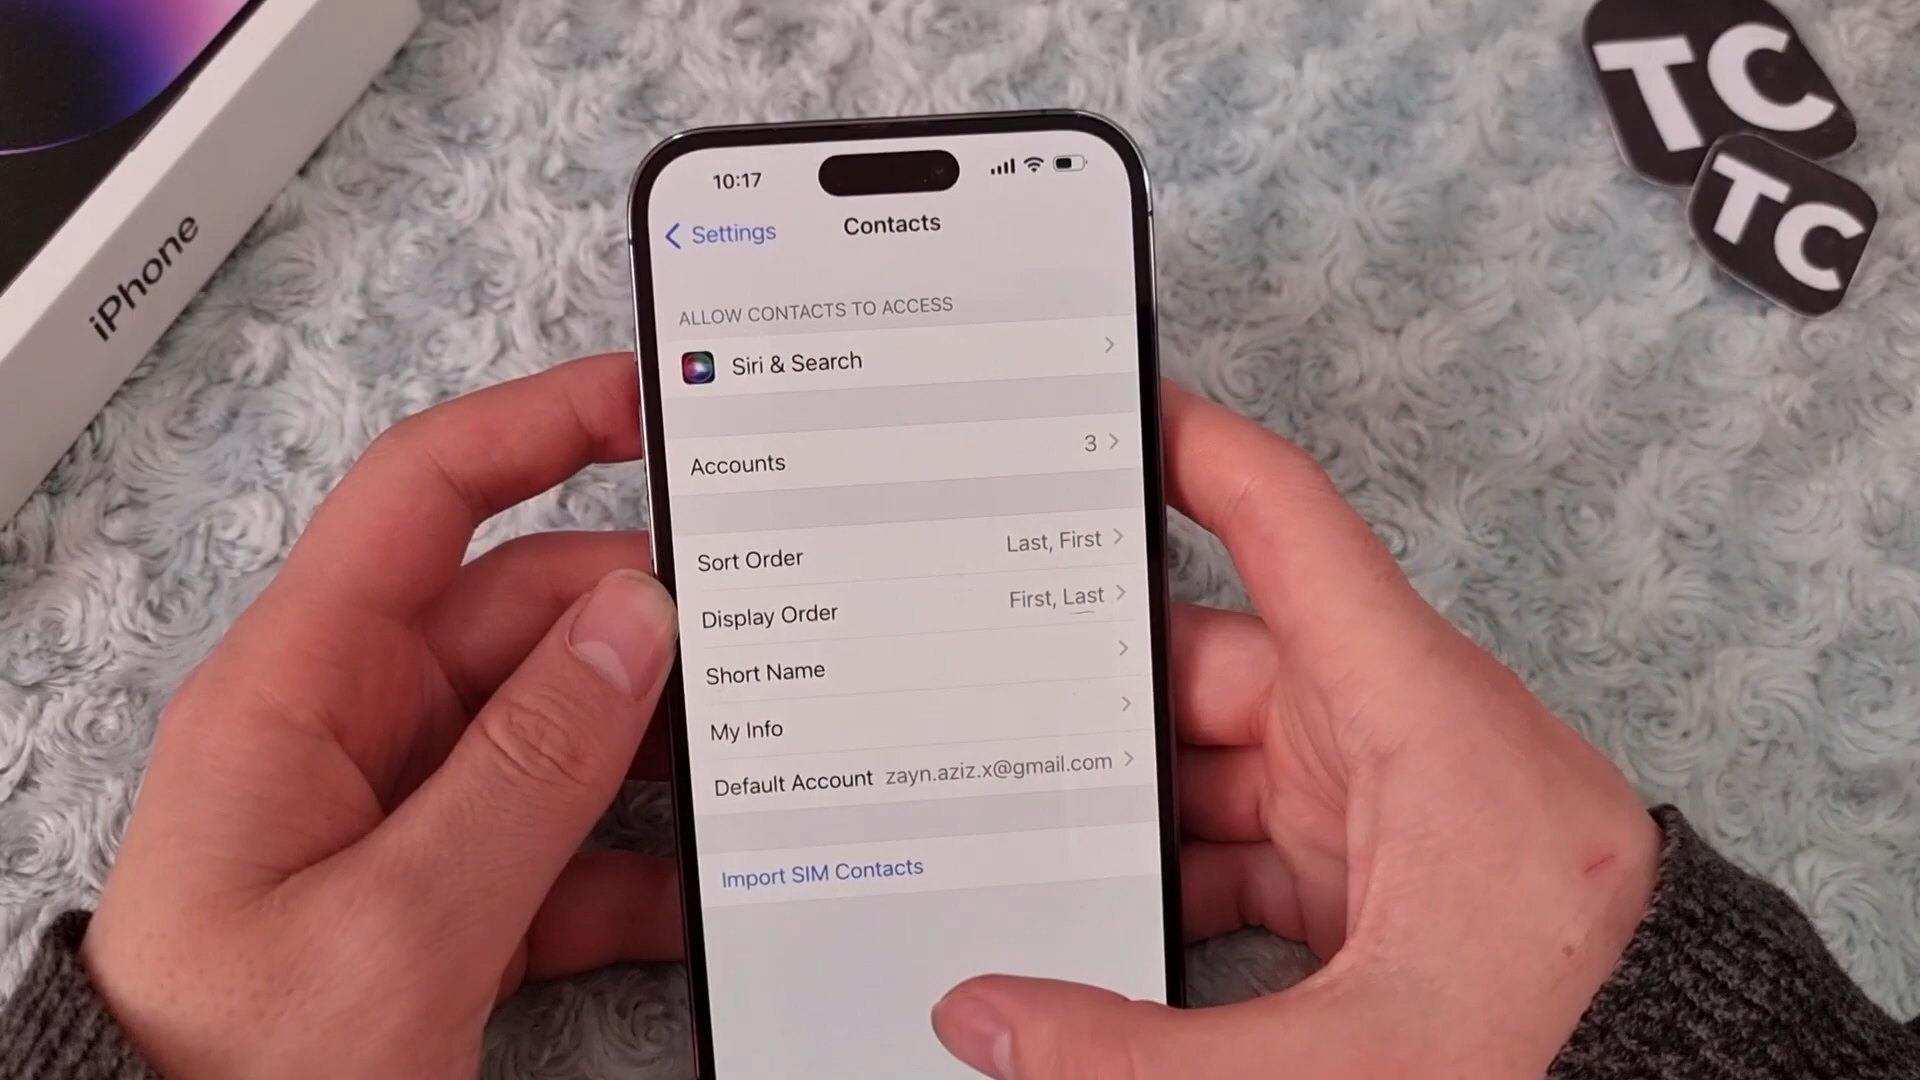 iPhone
TC
TC
10:17
Settings
Contacts
ALLOW CONTACTS TO ACCESS
Siri & Search
Accounts 3
Sort Order Last, First
Display Order First, Last
Short Name
My Info
Default Account zayn.aziz.x@gmail.com
Import SIM Contacts